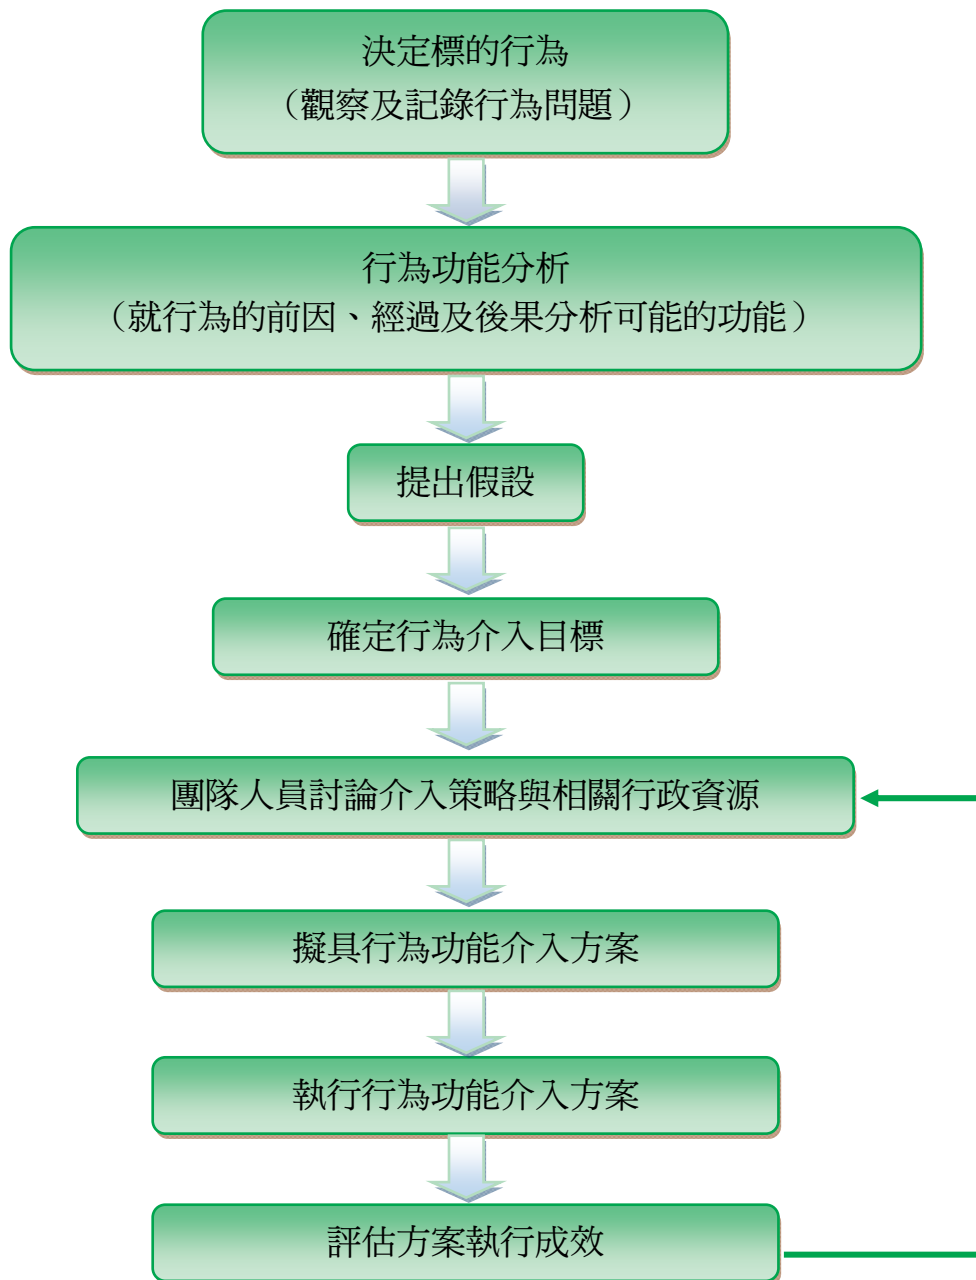 決定標的行為
（觀察及記錄行為問題）
行為功能分析
（就行為的前因、經過及後果分析可能的功能）
提出假設
確定行為介入目標
團隊人員討論介入策略與相關行政資源
擬具行為功能介入方案
執行行為功能介入方案
評估方案執行成效